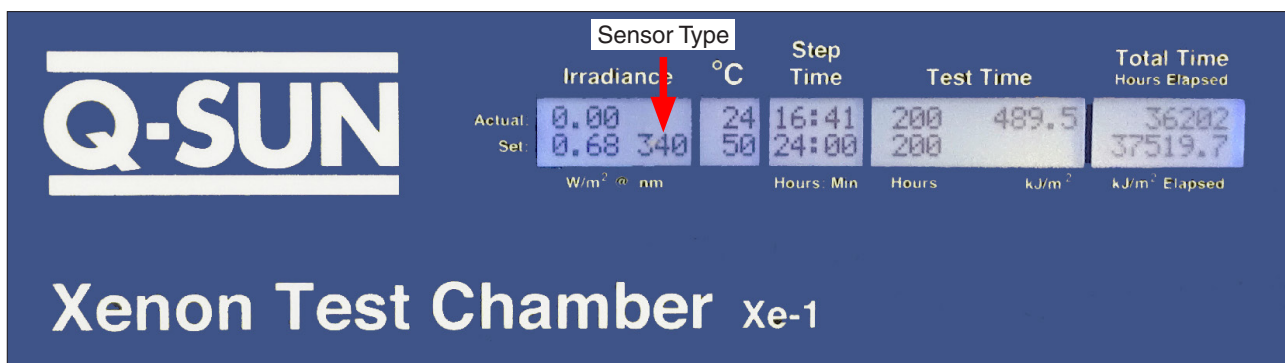 Sensor Type
Q-SUN
Irradiance °C Step Time Test Time Total Time Hours Elapsed
Actual: 0.00 24 16:41 200 489.5 36202
Set: 0.68 340 50 24:00 200 37519.7
W/m² @ nm Hours: Min Hours kJ/m² kJ/m² Elapsed
Xenon Test Chamber Xe-1